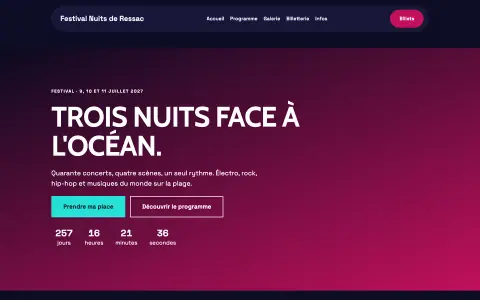 Festival Nuits de Ressac
Accueil Programme Galerie Billetterie Infos
Billets
FESTIVAL · 9, 10 ET 11 JUILLET 2027
TROIS NUITS FACE À
L'OCÉAN.
Quarante concerts, quatre scènes, un seul rythme. Électro, rock,
hip-hop et musiques du monde sur la plage.
Prendre ma place
Découvrir le programme
257 16 21 36
jours heures minutes secondes